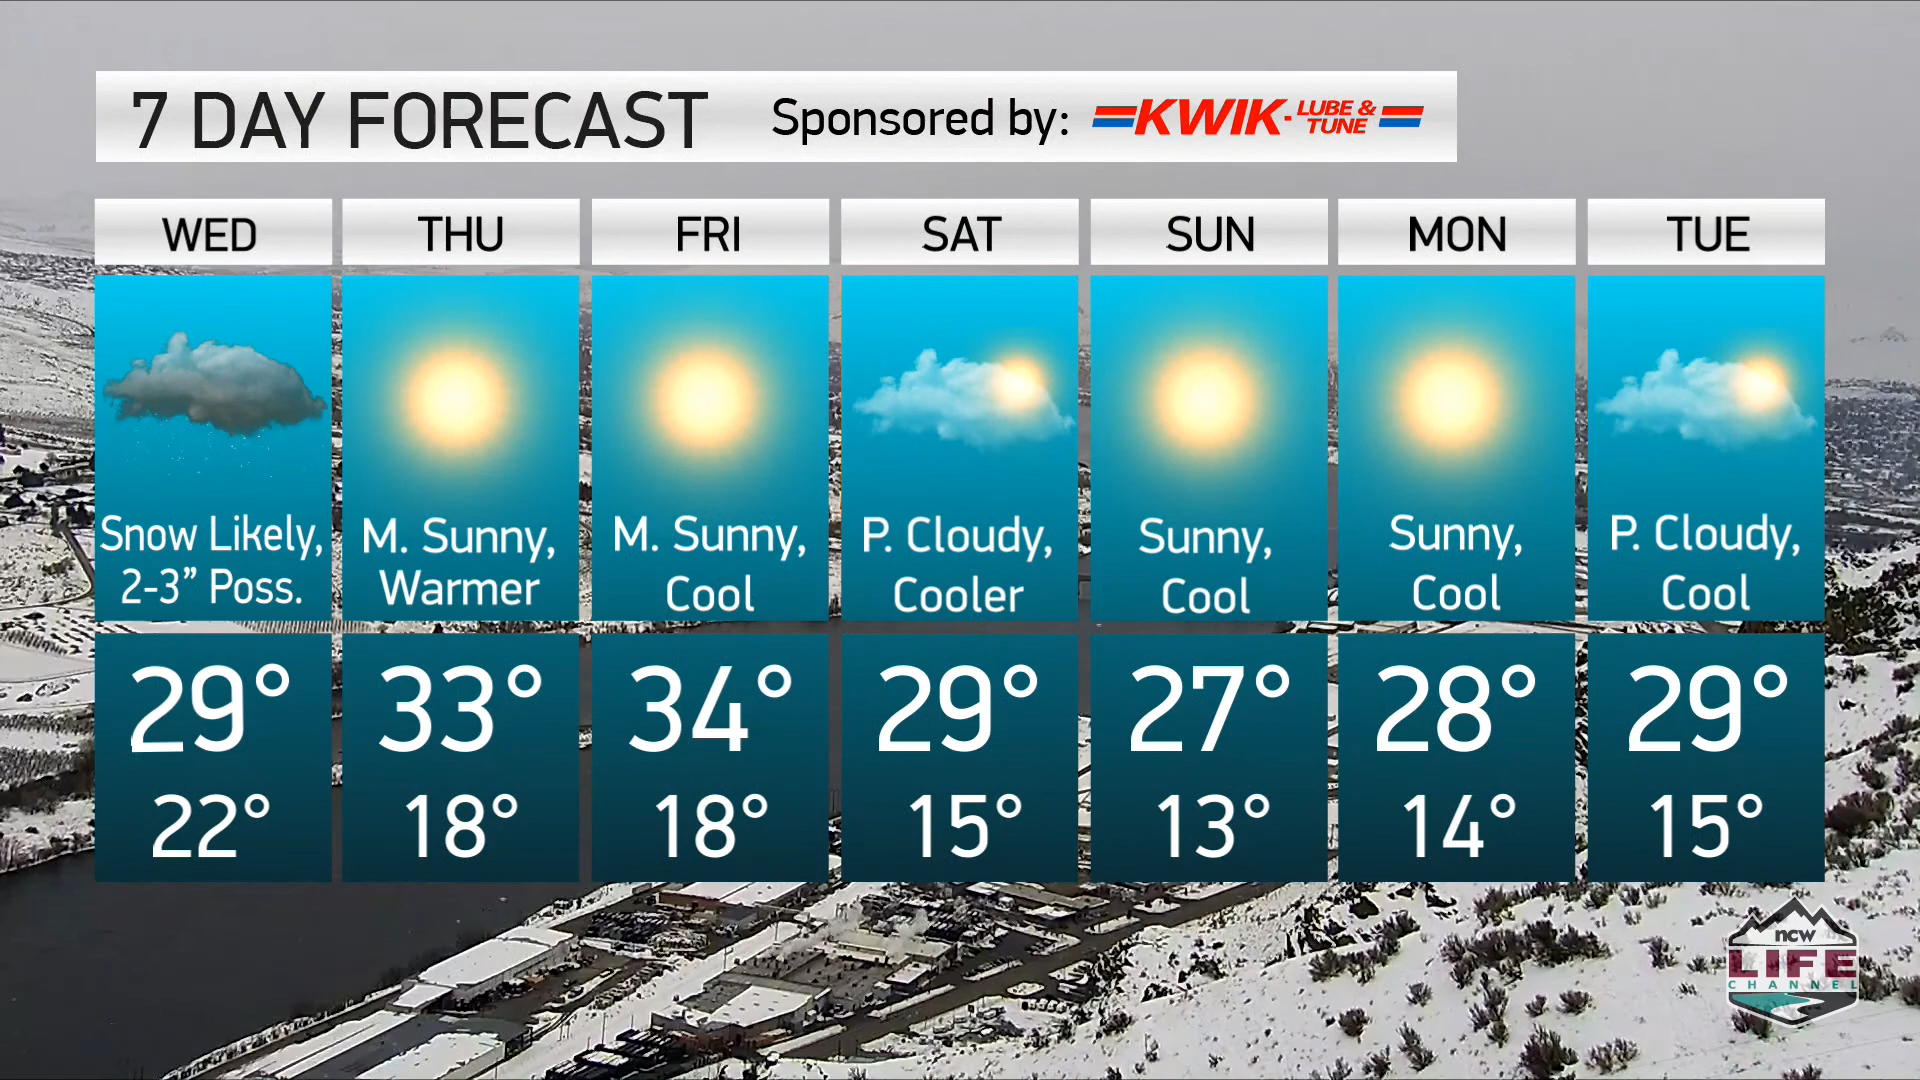 7 DAY FORECAST Sponsored by: KWIK-LUBE & TUNE
WED THU FRI SAT SUN MON TUE
Snow Likely, M. Sunny, M. Sunny, P. Cloudy, Sunny, Sunny, P. Cloudy,
2-3” Poss. Warmer Cool Cooler Cool Cool Cool
29° 33° 34° 29° 27° 28° 29°
22° 18° 18° 15° 13° 14° 15°
ncw
LIFE
CHANNEL